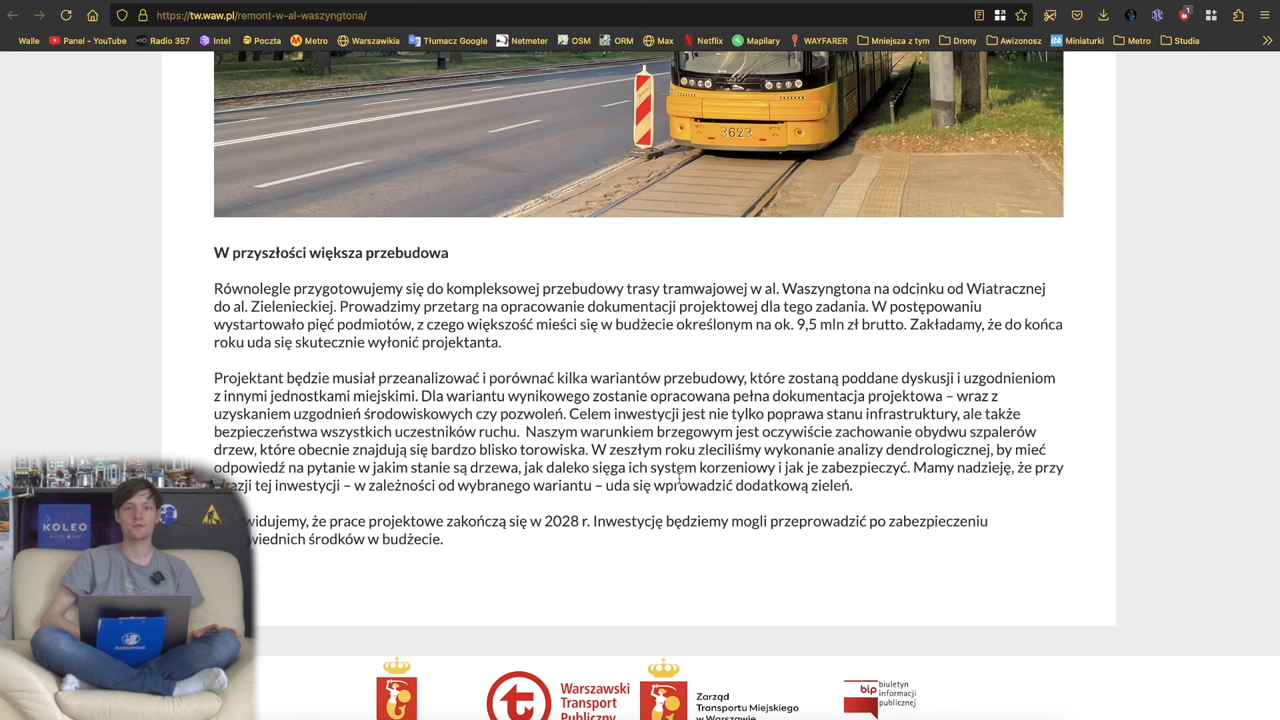 https://tw.waw.pl/remont-w-al-waszyngtona/
1
Walle Panel - YouTube Radio 357 Intel Poczta Metro Warszawikia Tłumacz Google Netmeter OSM ORM Max Netflix Mapilary WAYFARER Mniejsza z tym Drony Awizonosz Miniaturki Metro Studia
3623
W przyszłości większa przebudowa
Równolegle przygotowujemy się do kompleksowej przebudowy trasy tramwajowej w al. Waszyngtona na odcinku od Wiatracznej
do al. Zielenieckiej. Prowadzimy przetarg na opracowanie dokumentacji projektowej dla tego zadania. W postępowaniu
wystartowało pięć podmiotów, z czego większość mieści się w budżecie określonym na ok. 9,5 mln zł brutto. Zakładamy, że do końca
roku uda się skutecznie wyłonić projektanta.
Projektant będzie musiał przeanalizować i porównać kilka wariantów przebudowy, które zostaną poddane dyskusji i uzgodnieniom
z innymi jednostkami miejskimi. Dla wariantu wynikowego zostanie opracowana pełna dokumentacja projektowa – wraz z
uzyskaniem uzgodnień środowiskowych czy pozwoleń. Celem inwestycji jest nie tylko poprawa stanu infrastruktury, ale także
bezpieczeństwa wszystkich uczestników ruchu. Naszym warunkiem brzegowym jest oczywiście zachowanie obydwu szpalerów
drzew, które obecnie znajdują się bardzo blisko torowiska. W zeszłym roku zleciliśmy wykonanie analizy dendrologicznej, by mieć
odpowiedź na pytanie w jakim stanie są drzewa, jak daleko sięga ich system korzeniowy i jak je zabezpieczyć. Mamy nadzieję, że przy
okazji tej inwestycji – w zależności od wybranego wariantu – uda się wprowadzić dodatkową zieleń.
widujemy, że prace projektowe zakończą się w 2028 r. Inwestycję będziemy mogli przeprowadzić po zabezpieczeniu
wiednich środków w budżecie.
KOLEO
Warszawski
Transport
Publiczny
Zarząd
Transportu Miejskiego
w Warszawie
bip biuletyn
informacji
publicznej